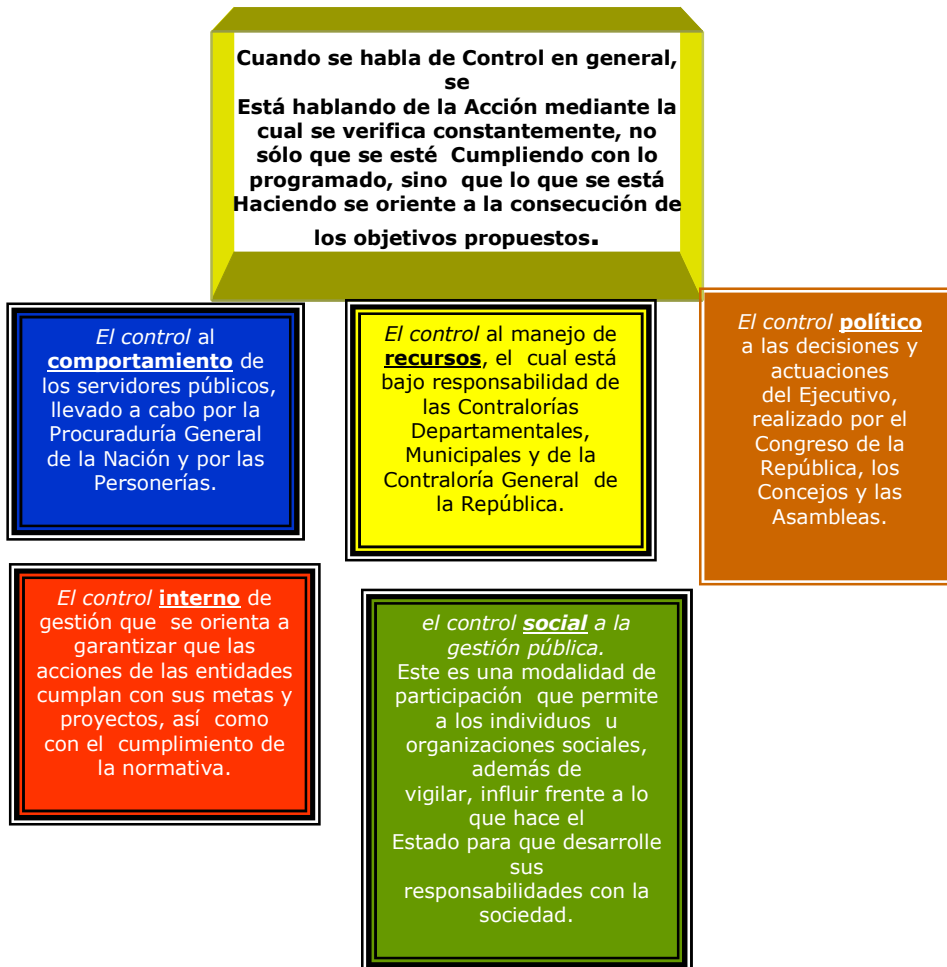 Cuando se habla de Control en general,
se
Está hablando de la Acción mediante la
cual se verifica constantemente, no
sólo que se esté Cumpliendo con lo
programado, sino que lo que se está
Haciendo se oriente a la consecución de
los objetivos propuestos.
El control al
comportamiento de
los servidores públicos,
llevado a cabo por la
Procuraduría General
de la Nación y por las
Personerías.
El control al manejo de
recursos, el cual está
bajo responsabilidad de
las Contralorías
Departamentales,
Municipales y de la
Contraloría General de
la República.
El control político
a las decisiones y
actuaciones
del Ejecutivo,
realizado por el
Congreso de la
República, los
Concejos y las
Asambleas.
El control interno de
gestión que se orienta a
garantizar que las
acciones de las entidades
cumplan con sus metas y
proyectos, así como
con el cumplimiento de
la normativa.
el control social a la
gestión pública.
Este es una modalidad de
participación que permite
a los individuos u
organizaciones sociales,
además de
vigilar, influir frente a lo
que hace el
Estado para que desarrolle
sus
responsabilidades con la
sociedad.